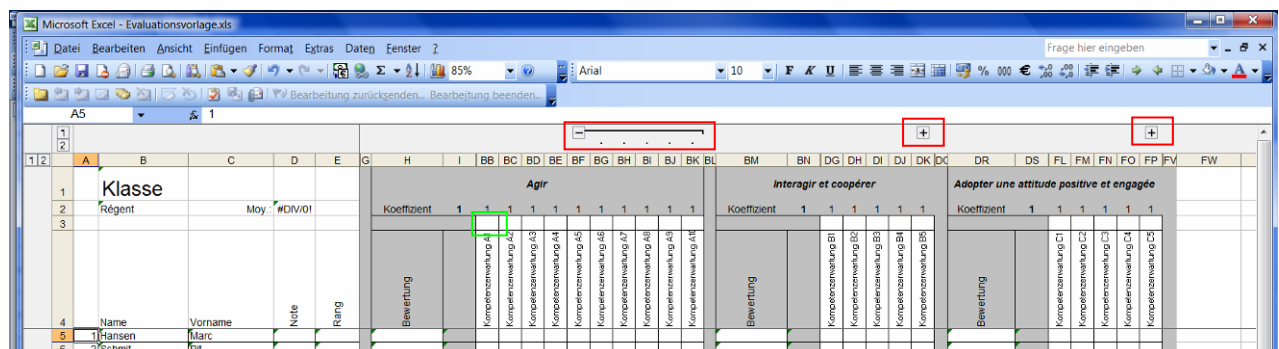 Microsoft Excel - Evaluationsvorlage.xls
Datei Bearbeiten Ansicht Einfügen Format Extras Daten Fenster ? Frage hier eingeben
85% Arial 10 F K U % 000 €
Bearbeitung zurücksenden... Bearbeitung beenden...
A5 1
1
2
1 2 A B C D E G H I BB BC BD BE BF BG BH BI BJ BK BL BM BN DG DH DI DJ DK DR DS FL FM FN FO FP FV FW
1 Klasse Agir Interagir et coopérer Adopter une attitude positive et engagée
2 Régent Moy.: #DIV/0! Koeffizient 1 1 1 1 1 1 1 1 1 1 1 Koeffizient 1 1 1 1 1 1 Koeffizient 1 1 1 1 1 1
3
4 Name Vorname Note Rang Bewertung Kompetenzerwartung A1 Kompetenzerwartung A2 Kompetenzerwartung A3 Kompetenzerwartung A4 Kompetenzerwartung A5 Kompetenzerwartung A6 Kompetenzerwartung A7 Kompetenzerwartung A8 Kompetenzerwartung A9 Kompetenzerwartung A10 Bewertung Kompetenzerwartung B1 Kompetenzerwartung B2 Kompetenzerwartung B3 Kompetenzerwartung B4 Kompetenzerwartung B5 Bewertung Kompetenzerwartung C1 Kompetenzerwartung C2 Kompetenzerwartung C3 Kompetenzerwartung C4 Kompetenzerwartung C5
5 1 Hansen Marc